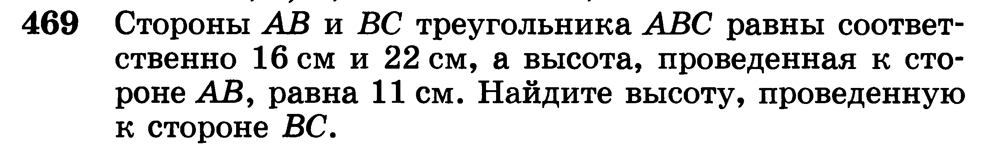 469 Стороны AB и BC треугольника ABC равны соответ-
ственно 16 см и 22 см, а высота, проведенная к сто-
роне AB, равна 11 см. Найдите высоту, проведенную
к стороне BC.